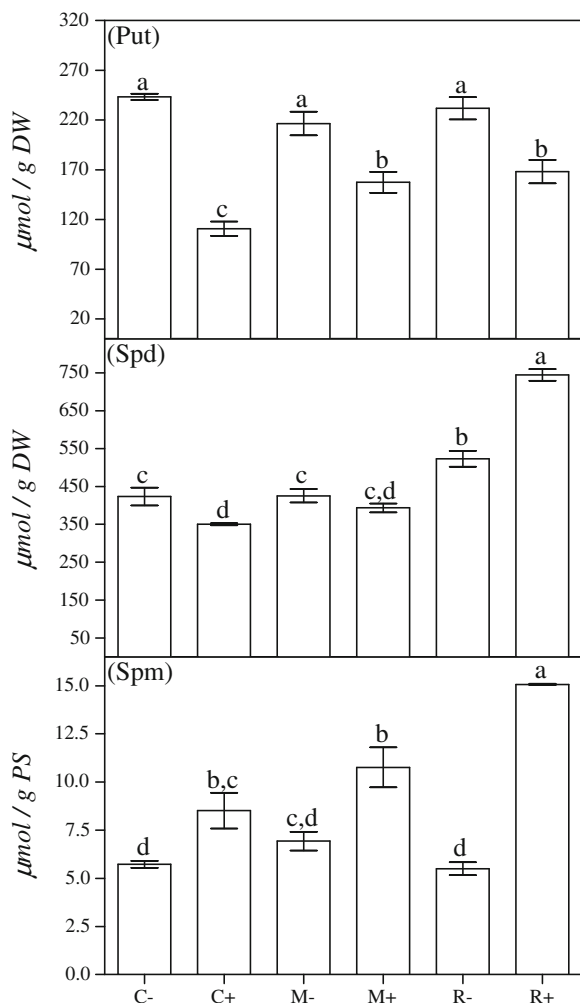 320
(Put)
270
220
170
120
70
20
μmol / g DW
a
c
a
b
a
b
(Spd)
750
650
550
450
350
250
150
50
μmol / g DW
c
d
c
c,d
b
a
(Spm)
15.0
12.5
10.0
7.5
5.0
2.5
0.0
μmol / g PS
d
b,c
c,d
b
d
a
C- C+ M- M+ R- R+